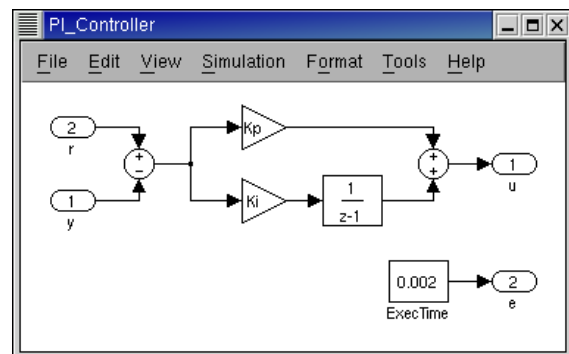 PI_Controller
File Edit View Simulation Format Tools Help
2
r
+
−
1
y
Kp
Ki
1
z-1
+
+
1
u
0.002
ExecTime
2
e